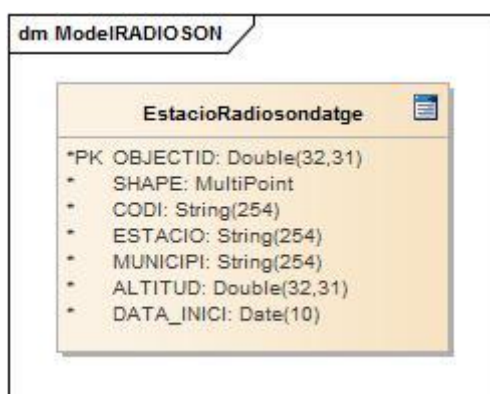 dm ModelRADIOSON
EstacioRadiosondatge
*PK OBJECTID: Double(32,31)
* SHAPE: MultiPoint
* CODI: String(254)
* ESTACIO: String(254)
* MUNICIPI: String(254)
* ALTITUD: Double(32,31)
* DATA_INICI: Date(10)